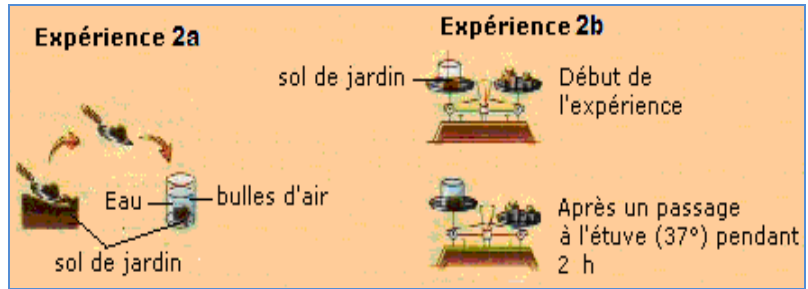 Expérience 2a
Eau
bulles d'air
sol de jardin
Expérience 2b
sol de jardin
Début de
l'expérience
Après un passage
à l'étuve (37°) pendant
2 h